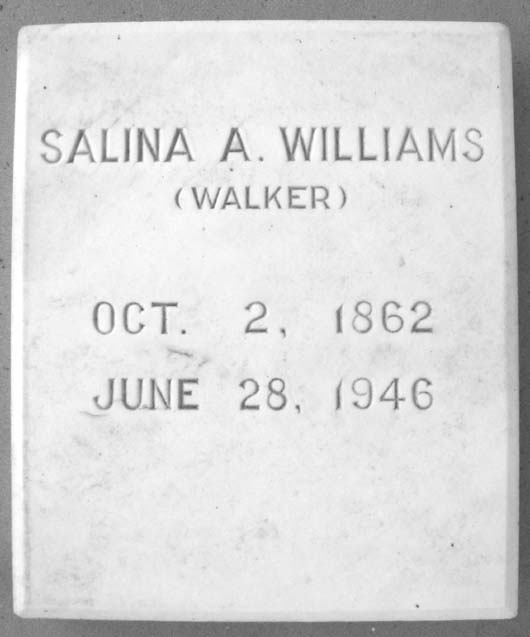 SALINA A. WILLIAMS
(WALKER)
OCT. 2, 1862
JUNE 28, 1946